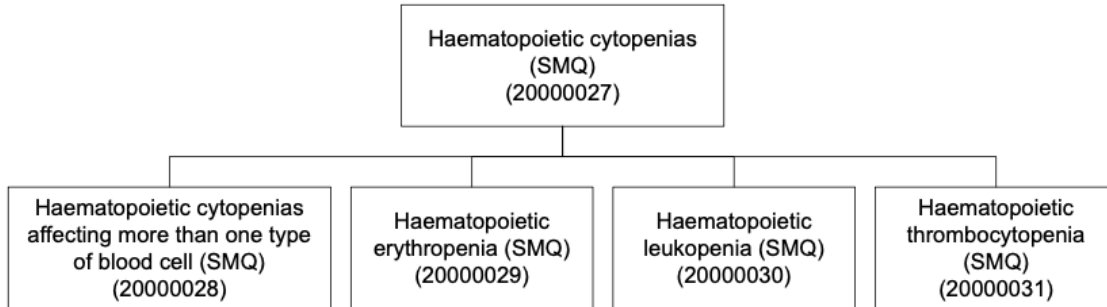 Haematopoietic cytopenias
(SMQ)
(20000027)
Haematopoietic cytopenias
affecting more than one type
of blood cell (SMQ)
(20000028)
Haematopoietic
erythropenia (SMQ)
(20000029)
Haematopoietic
leukopenia (SMQ)
(20000030)
Haematopoietic
thrombocytopenia
(SMQ)
(20000031)